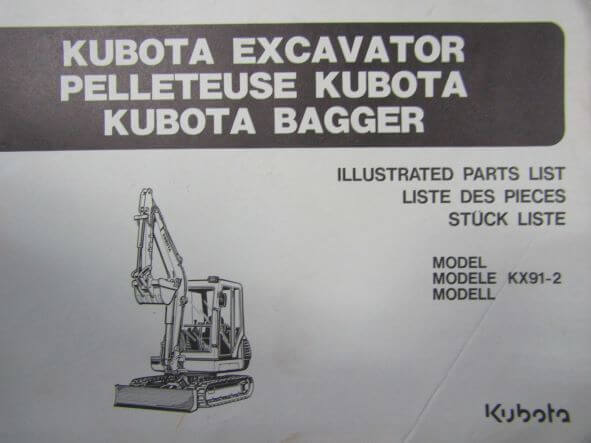 KUBOTA EXCAVATOR
PELLETEUSE KUBOTA
KUBOTA BAGGER
ILLUSTRATED PARTS LIST
LISTE DES PIECES
STÜCK LISTE
MODEL
MODELE KX91-2
MODELL
Kubota